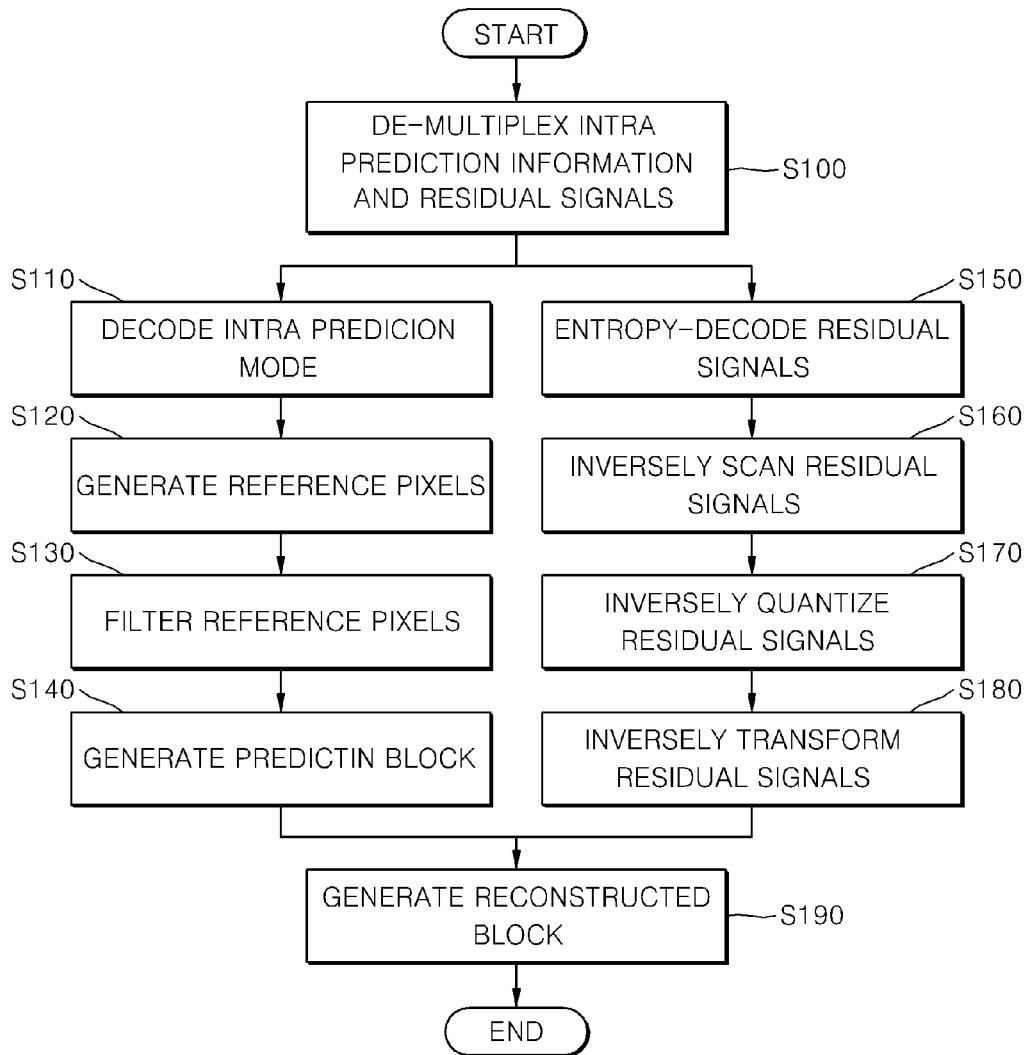 START
DE-MULTIPLEX INTRA
PREDICTION INFORMATION
AND RESIDUAL SIGNALS
S100
S110
DECODE INTRA PREDICION
MODE
S120
GENERATE REFERENCE PIXELS
S130
FILTER REFERENCE PIXELS
S140
GENERATE PREDICTIN BLOCK
S150
ENTROPY-DECODE RESIDUAL
SIGNALS
S160
INVERSELY SCAN RESIDUAL
SIGNALS
S170
INVERSELY QUANTIZE
RESIDUAL SIGNALS
S180
INVERSELY TRANSFORM
RESIDUAL SIGNALS
GENERATE RECONSTRUCTED
BLOCK
S190
END